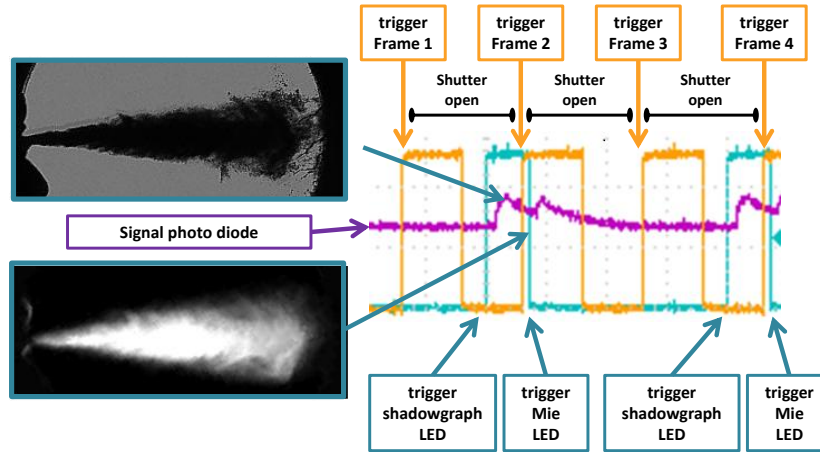 trigger
Frame 1
trigger
Frame 2
trigger
Frame 3
trigger
Frame 4
Shutter
open
Shutter
open
Shutter
open
Signal photo diode
trigger
shadowgraph
LED
trigger
Mie
LED
trigger
shadowgraph
LED
trigger
Mie
LED